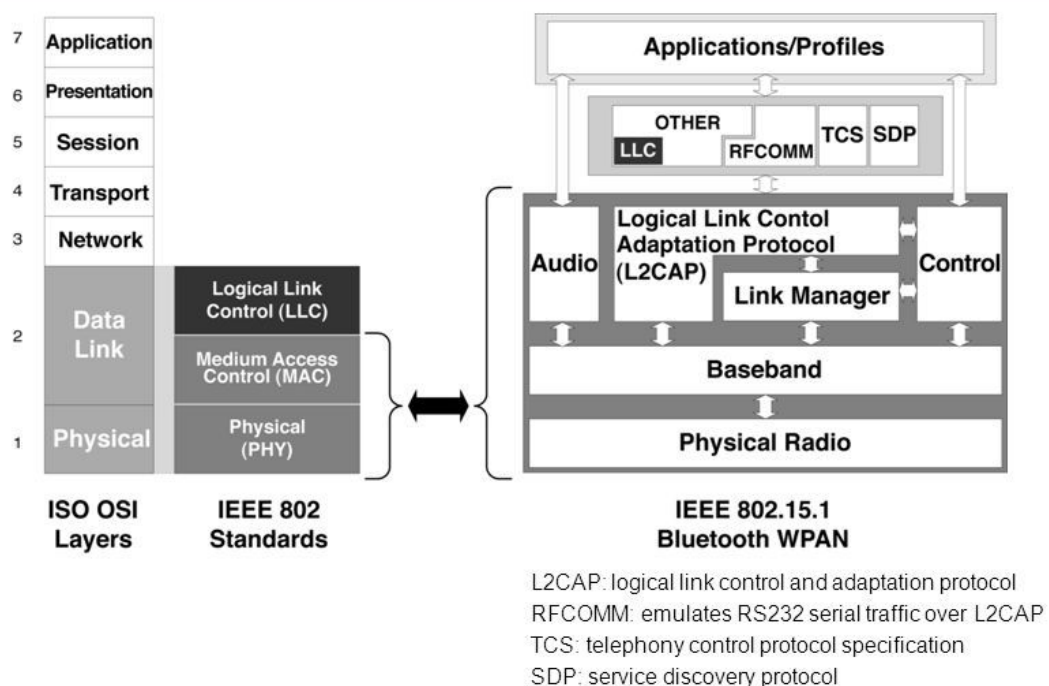 7
Application
6
Presentation
5
Session
4
Transport
3
Network
2
Data
Link
1
Physical
ISO OSI
Layers
Logical Link
Control (LLC)
Medium Access
Control (MAC)
Physical
(PHY)
IEEE 802
Standards
Applications/Profiles
OTHER
LLC
RFCOMM
TCS
SDP
Audio
Logical Link Contol
Adaptation Protocol
(L2CAP)
Link Manager
Control
Baseband
Physical Radio
IEEE 802.15.1
Bluetooth WPAN
L2CAP: logical link control and adaptation protocol
RFCOMM: emulates RS232 serial traffic over L2CAP
TCS: telephony control protocol specification
SDP: service discovery protocol